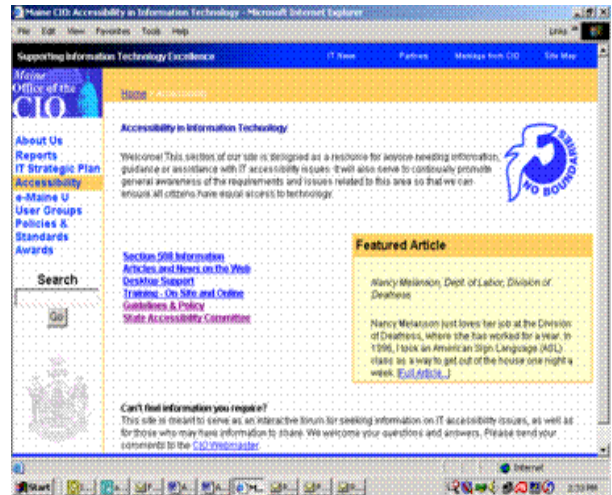 Maine CIO: Accessibility in Information Technology - Microsoft Internet Explorer
File Edit View Favorites Tools Help
Links »
Supporting Information Technology Excellence
IT News Partners Message from CIO Site Map
Maine
Office of the
CIO
Home
Accessibility in Information Technology
About Us
Reports
IT Strategic Plan
Accessibility
e-Maine U
User Groups
Policies &
Standards
Awards
Search
Go
Welcome! This section of our site is designed as a resource for anyone needing information,
guidance or assistance with IT accessibility issues. It will also serve to continually promote
general awareness of the requirements and issues related to this area so that we can
ensure all citizens have equal access to technology.
NO BOUNDARIES
Section 508 Information
Articles and News on the Web
Desktop Support
Training - On Site and Online
Guidelines & Policy
State Accessibility Committee
Featured Article
Nancy Melanson, Dept. of Labor, Division of
Deafness
Nancy Melanson just loves her job at the Division
of Deafness, where she has worked for a year. In
1996, I took an American Sign Language (ASL)
class as a way to get out of the house one night a
week. [Full Article...]
Can't find information you require?
This site is meant to serve as an interactive forum for seeking information on IT accessibility issues, as well as
for those who may have information to share. We welcome your questions and answers. Please send your
comments to the CIO Webmaster.
Internet
Start
2:33 PM